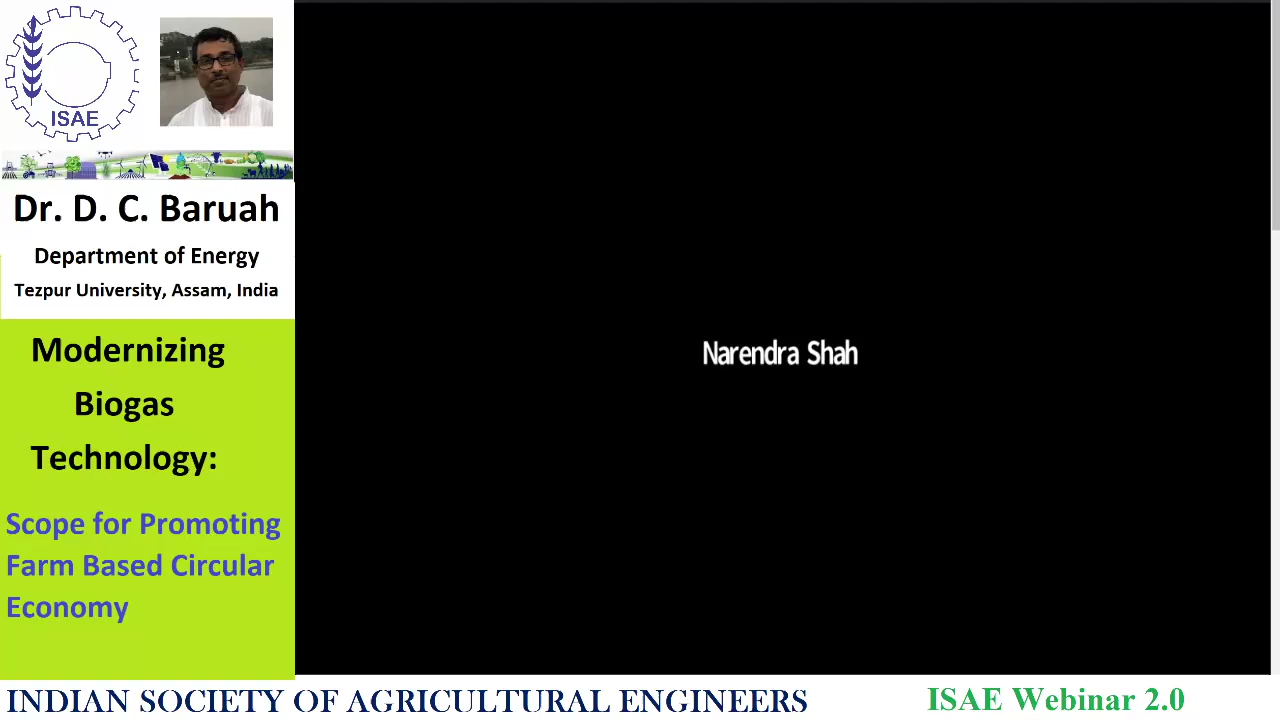 ISAE
Dr. D. C. Baruah
Department of Energy
Tezpur University, Assam, India
Modernizing
Biogas
Technology:
Scope for Promoting
Farm Based Circular
Economy
Narendra Shah
INDIAN SOCIETY OF AGRICULTURAL ENGINEERS
ISAE Webinar 2.0